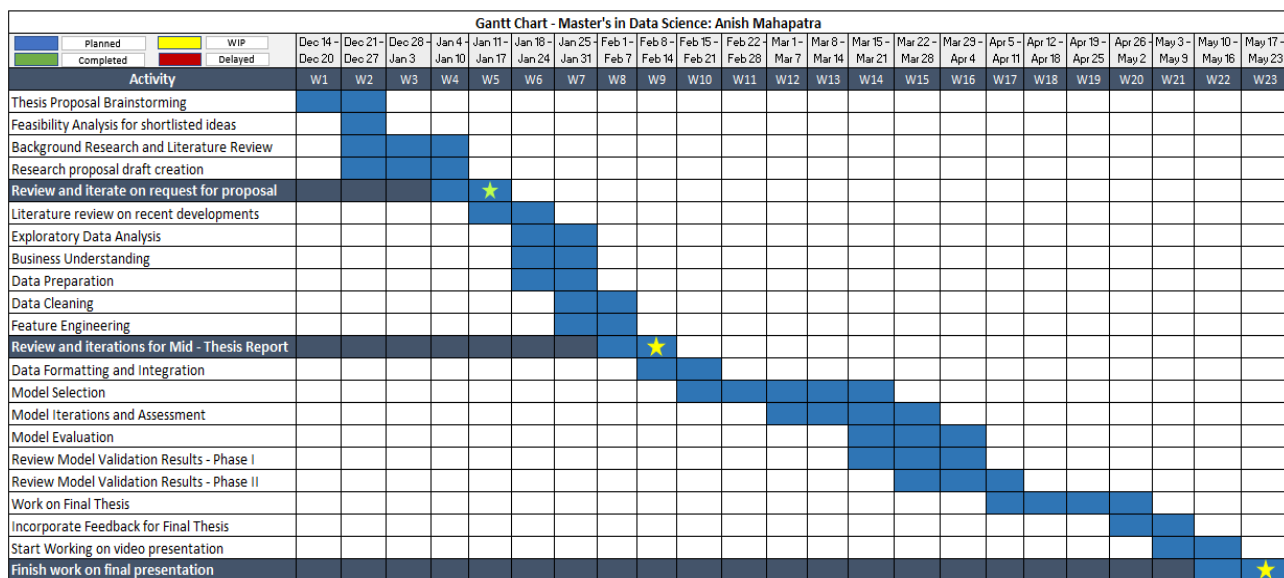 Gantt Chart - Master's in Data Science: Anish Mahapatra
Planned WIP Dec 14 - Dec 21 - Dec 28 - Jan 4 - Jan 11 - Jan 18 - Jan 25 - Feb 1 - Feb 8 - Feb 15 - Feb 22 - Mar 1 - Mar 8 - Mar 15 - Mar 22 - Mar 29 - Apr 5 - Apr 12 - Apr 19 - Apr 26 - May 3 - May 10 - May 17 -
Completed Delayed Dec 20 Dec 27 Jan 3 Jan 10 Jan 17 Jan 24 Jan 31 Feb 7 Feb 14 Feb 21 Feb 28 Mar 7 Mar 14 Mar 21 Mar 28 Apr 4 Apr 11 Apr 18 Apr 25 May 2 May 9 May 16 May 23
Activity W1 W2 W3 W4 W5 W6 W7 W8 W9 W10 W11 W12 W13 W14 W15 W16 W17 W18 W19 W20 W21 W22 W23
Thesis Proposal Brainstorming
Feasibility Analysis for shortlisted ideas
Background Research and Literature Review
Research proposal draft creation
Review and iterate on request for proposal
Literature review on recent developments
Exploratory Data Analysis
Business Understanding
Data Preparation
Data Cleaning
Feature Engineering
Review and iterations for Mid - Thesis Report
Data Formatting and Integration
Model Selection
Model Iterations and Assessment
Model Evaluation
Review Model Validation Results - Phase I
Review Model Validation Results - Phase II
Work on Final Thesis
Incorporate Feedback for Final Thesis
Start Working on video presentation
Finish work on final presentation